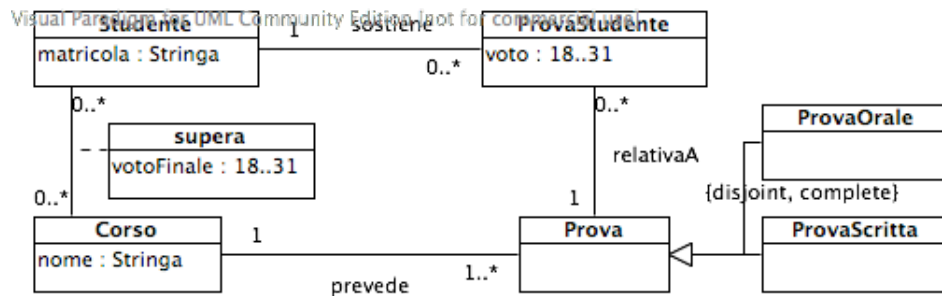 Visual Paradigm for UML Community Edition [not for commercial use]
Studente
matricola : Stringa
1
sostiene
0..*
ProvaStudente
voto : 18..31
0..*
supera
votoFinale : 18..31
0..*
0..*
relativaA
1
ProvaOrale
{disjoint, complete}
Corso
nome : Stringa
1
prevede
1..*
Prova
ProvaScritta